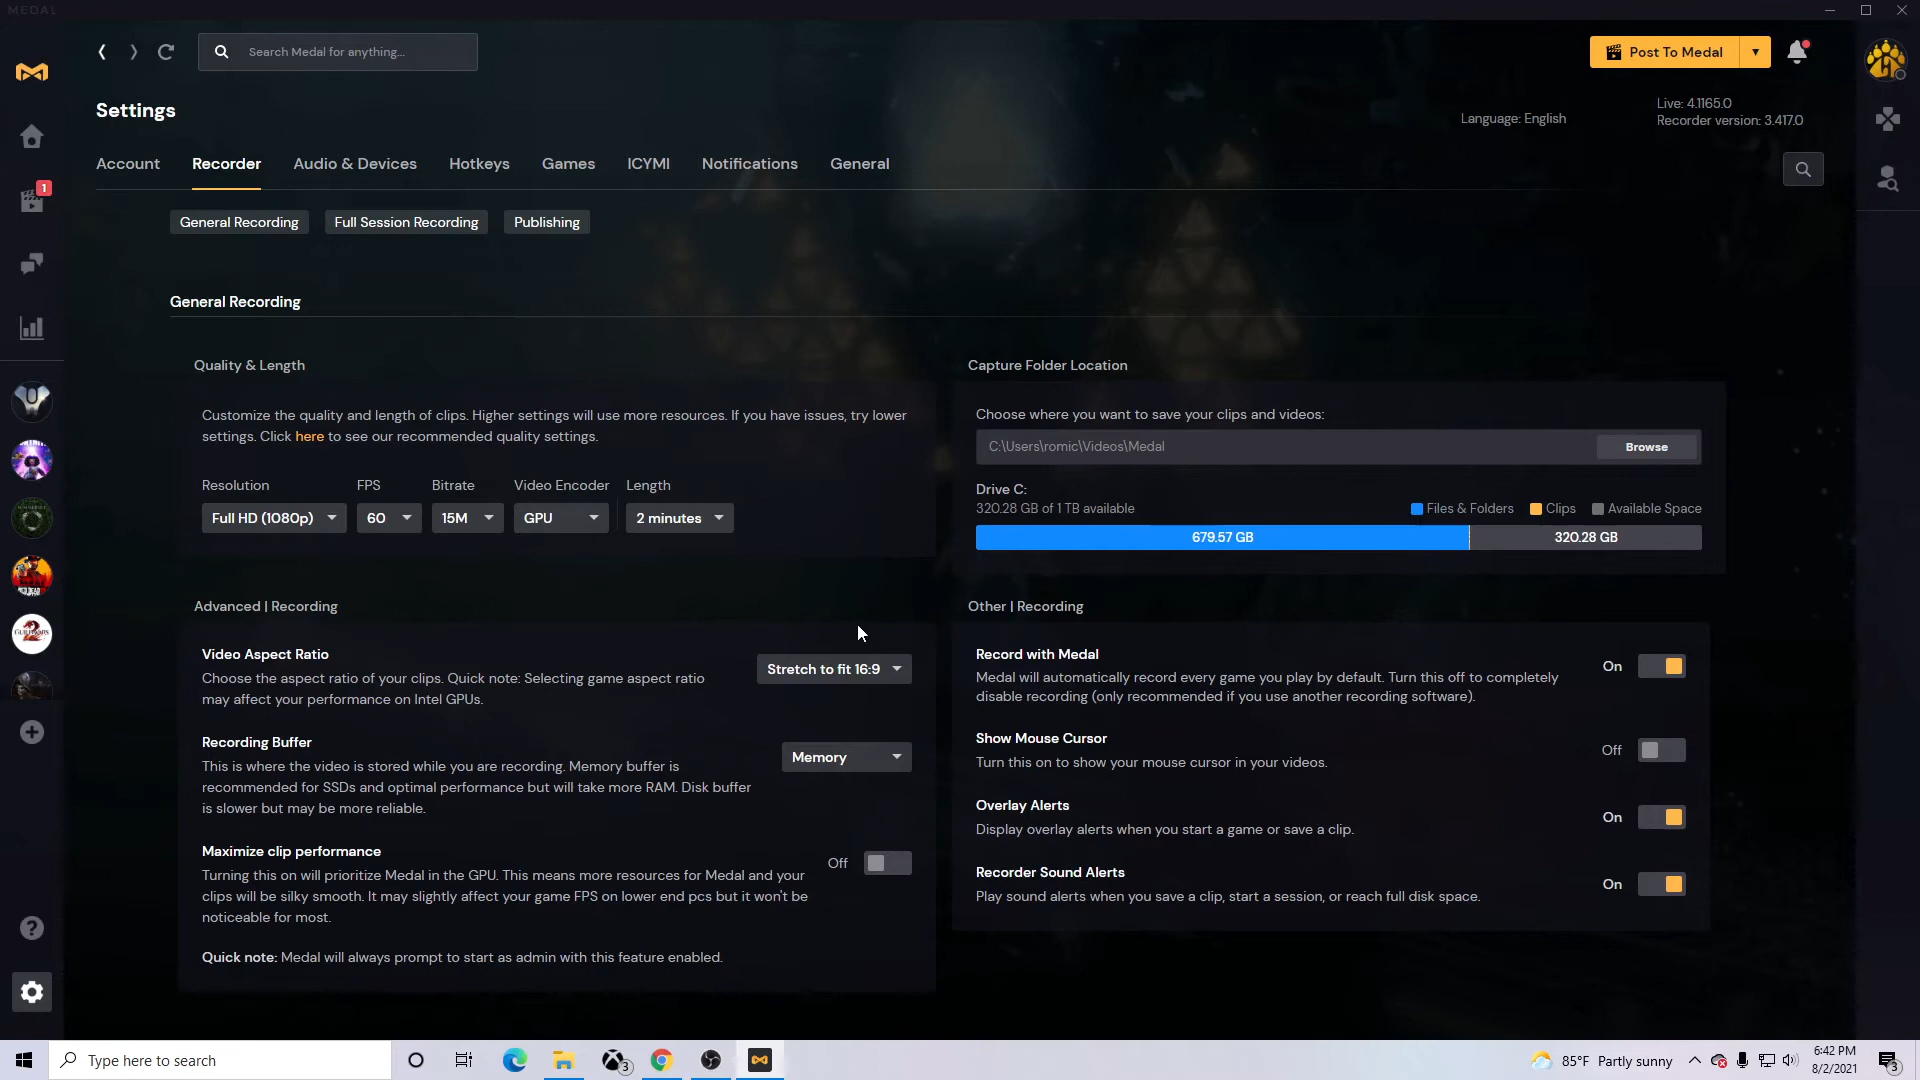 MEDAL
Search Medal for anything...
Post To Medal
Settings
Language: English
Live: 4.1165.0
Recorder version: 3.417.0
Account
Recorder
Audio & Devices
Hotkeys
Games
ICYMI
Notifications
General
1
General Recording
Full Session Recording
Publishing
General Recording
Quality & Length
Customize the quality and length of clips. Higher settings will use more resources. If you have issues, try lower
settings. Click here to see our recommended quality settings.
Resolution
FPS
Bitrate
Video Encoder
Length
Full HD (1080p)
60
15M
GPU
2 minutes
Capture Folder Location
Choose where you want to save your clips and videos:
C:\Users\romic\Videos\Medal
Browse
Drive C:
320.28 GB of 1 TB available
Files & Folders
Clips
Available Space
679.57 GB
320.28 GB
Advanced | Recording
Video Aspect Ratio
Choose the aspect ratio of your clips. Quick note: Selecting game aspect ratio
may affect your performance on Intel GPUs.
Stretch to fit 16:9
Recording Buffer
This is where the video is stored while you are recording. Memory buffer is
recommended for SSDs and optimal performance but will take more RAM. Disk buffer
is slower but may be more reliable.
Memory
Maximize clip performance
Turning this on will prioritize Medal in the GPU. This means more resources for Medal and your
clips will be silky smooth. It may slightly affect your game FPS on lower end pcs but it won't be
noticeable for most.
Off
Quick note: Medal will always prompt to start as admin with this feature enabled.
Other | Recording
Record with Medal
Medal will automatically record every game you play by default. Turn this off to completely
disable recording (only recommended if you use another recording software).
On
Show Mouse Cursor
Turn this on to show your mouse cursor in your videos.
Off
Overlay Alerts
Display overlay alerts when you start a game or save a clip.
On
Recorder Sound Alerts
Play sound alerts when you save a clip, start a session, or reach full disk space.
On
Type here to search
3
85°F Partly sunny
6:42 PM
8/2/2021
3